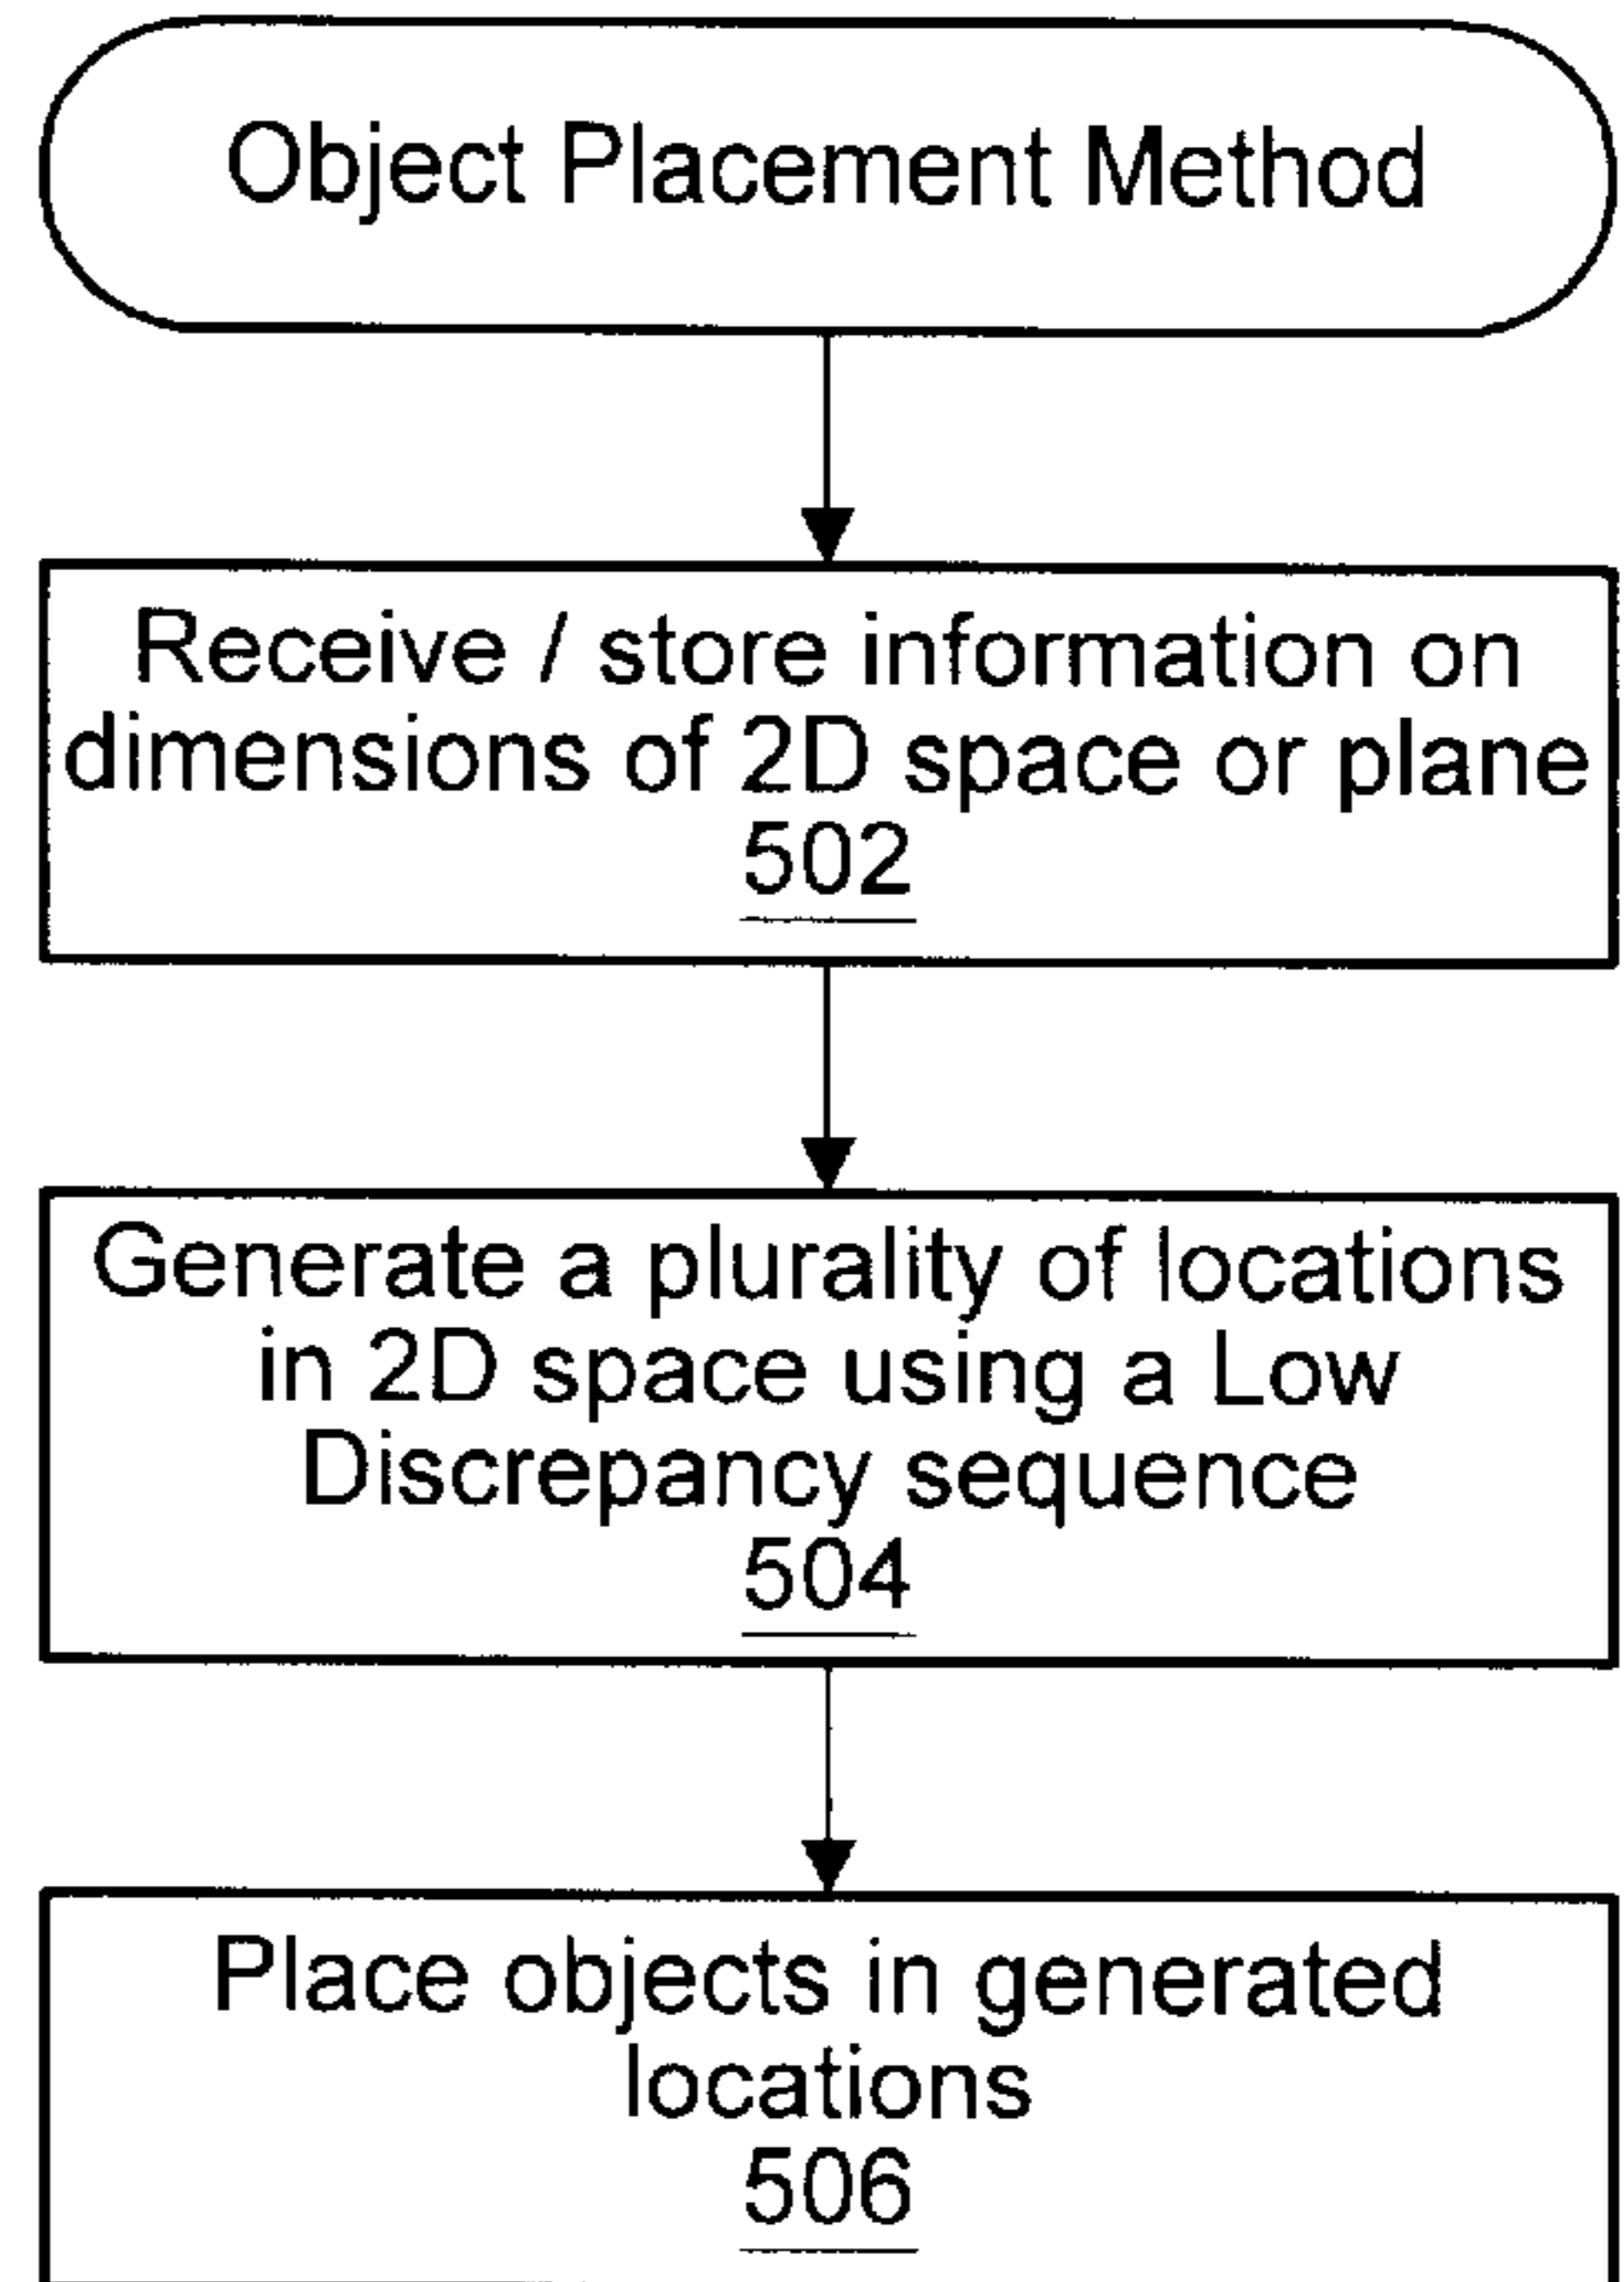 Object Placement Method
Receive / store information on
dimensions of 2D space or plane
502
Generate a plurality of locations
in 2D space using a Low
Discrepancy sequence
504
Place objects in generated
locations
506